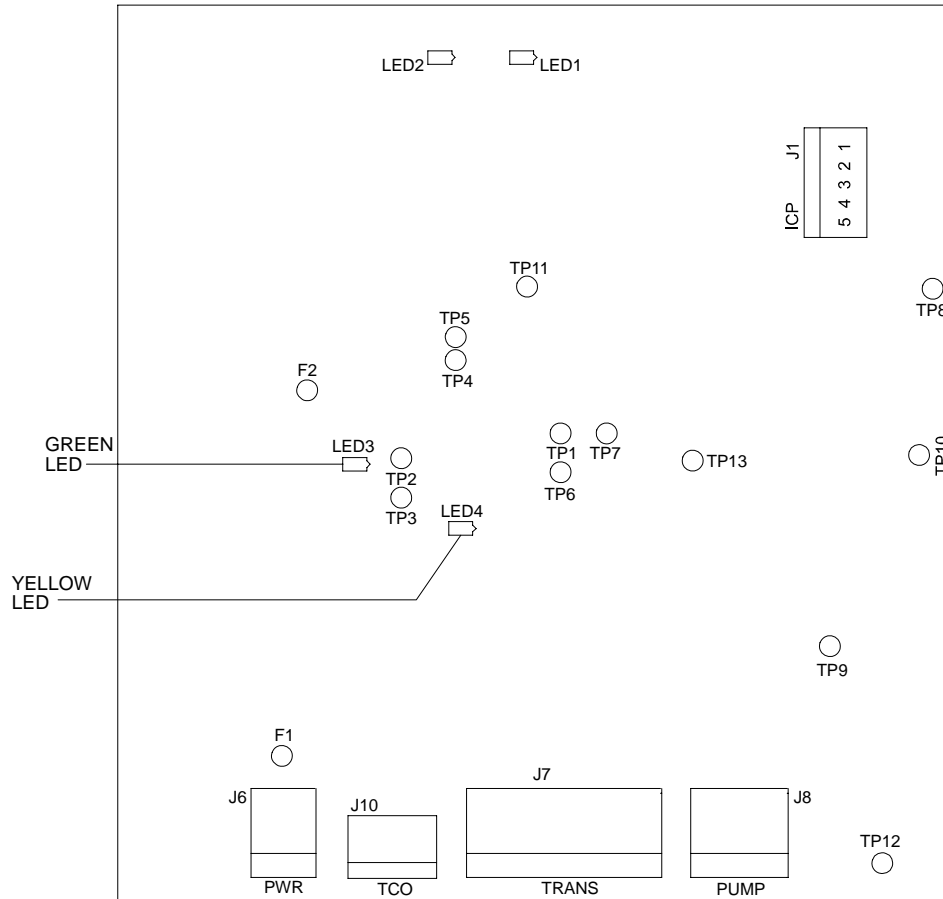 LED2
LED1
J1
1
2
3
4
5
ICP
TP11
TP8
TP5
TP4
F2
GREEN
LED
LED3
TP2
TP3
TP1
TP7
TP6
TP13
TP10
LED4
YELLOW
LED
TP9
F1
J6
J10
J7
J8
TP12
PWR
TCO
TRANS
PUMP